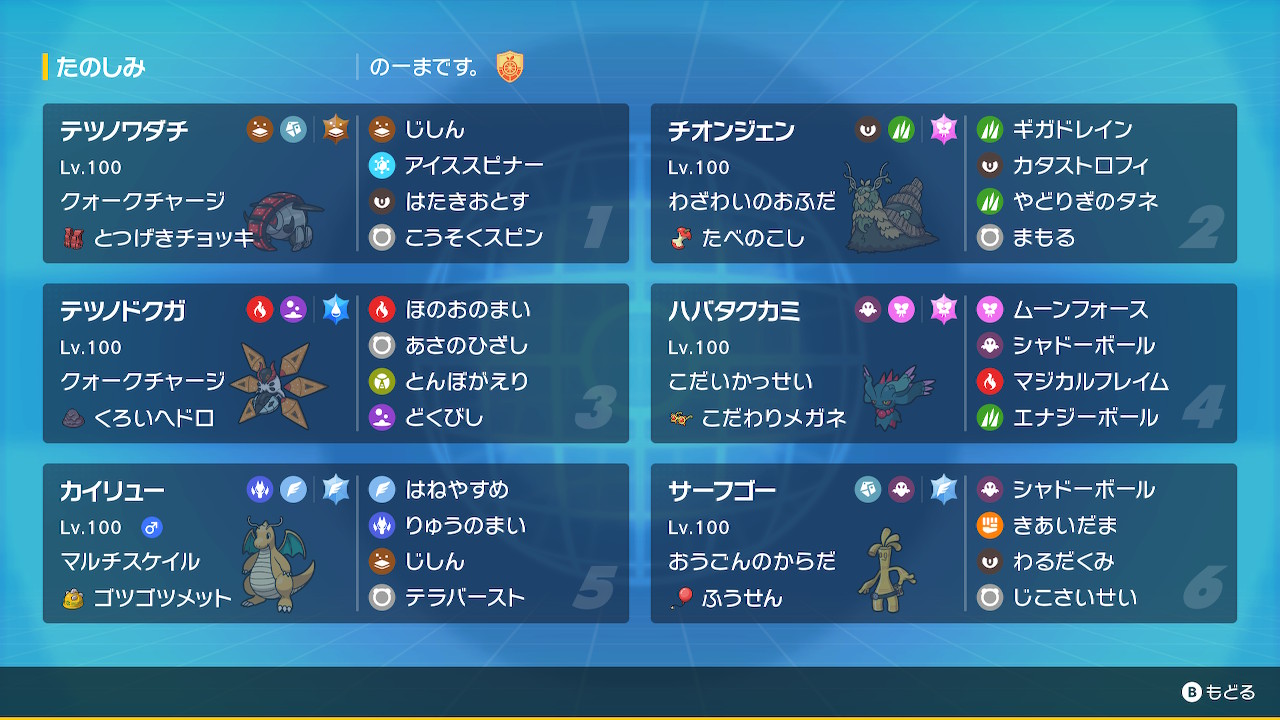 たのしみ
のーまです。
テツノワダチ
Lv.100
クォークチャージ
とつげきチョッキ
じしん
アイススピナー
はたきおとす
こうそくスピン
1
チオンジェン
Lv.100
わざわいのおふだ
たべのこし
ギガドレイン
カタストロフィ
やどりぎのタネ
まもる
2
テツノドクガ
Lv.100
クォークチャージ
くろいヘドロ
ほのおのまい
あさのひざし
とんぼがえり
どくびし
3
ハバタクカミ
Lv.100
こだいかっせい
こだわりメガネ
ムーンフォース
シャドーボール
マジカルフレイム
エナジーボール
4
カイリュー
Lv.100 ♂
マルチスケイル
ゴツゴツメット
はねやすめ
りゅうのまい
じしん
テラバースト
5
サーフゴー
Lv.100
おうごんのからだ
ふうせん
シャドーボール
きあいだま
わるだくみ
じこさいせい
6
B もどる